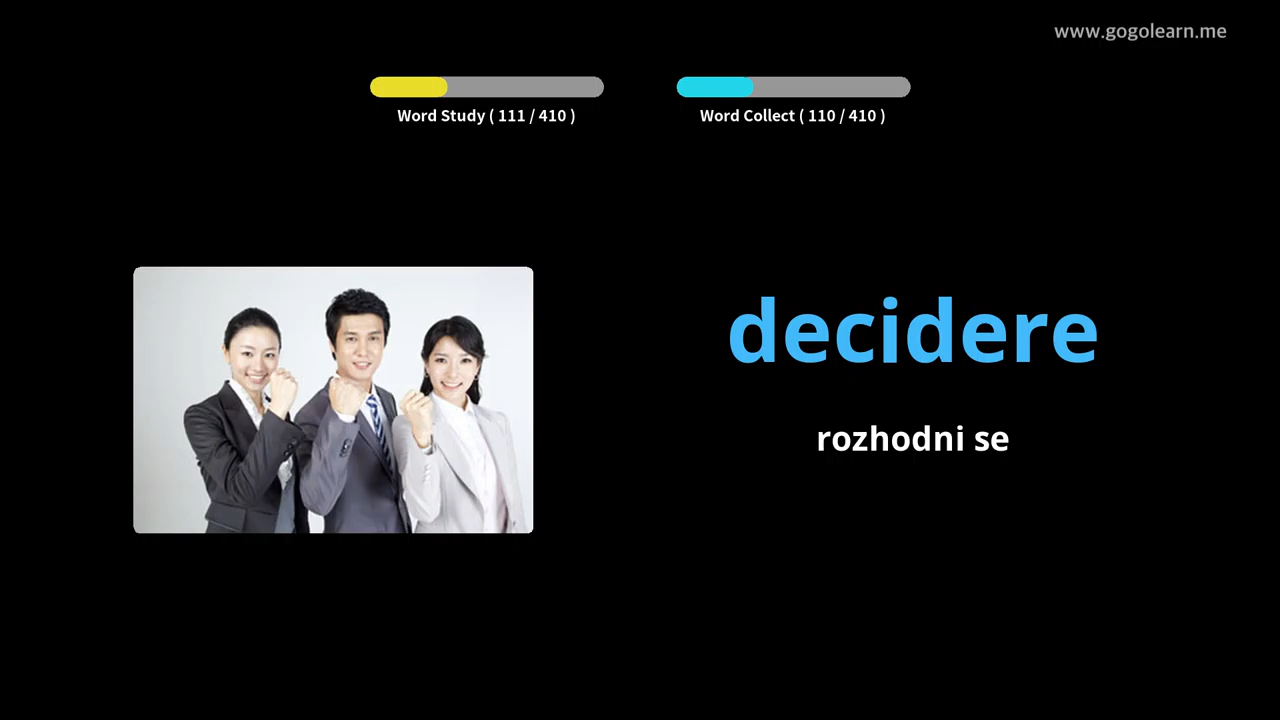 www.gogolearn.me
Word Study ( 111 / 410 )
Word Collect ( 110 / 410 )
decidere
rozhodni se